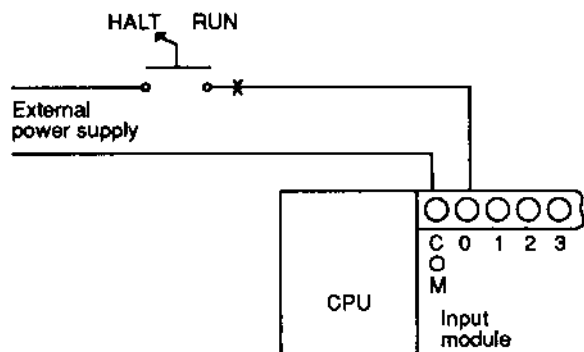 HALT RUN
External
power supply
C 0 1 2 3
O
M
CPU
Input
module